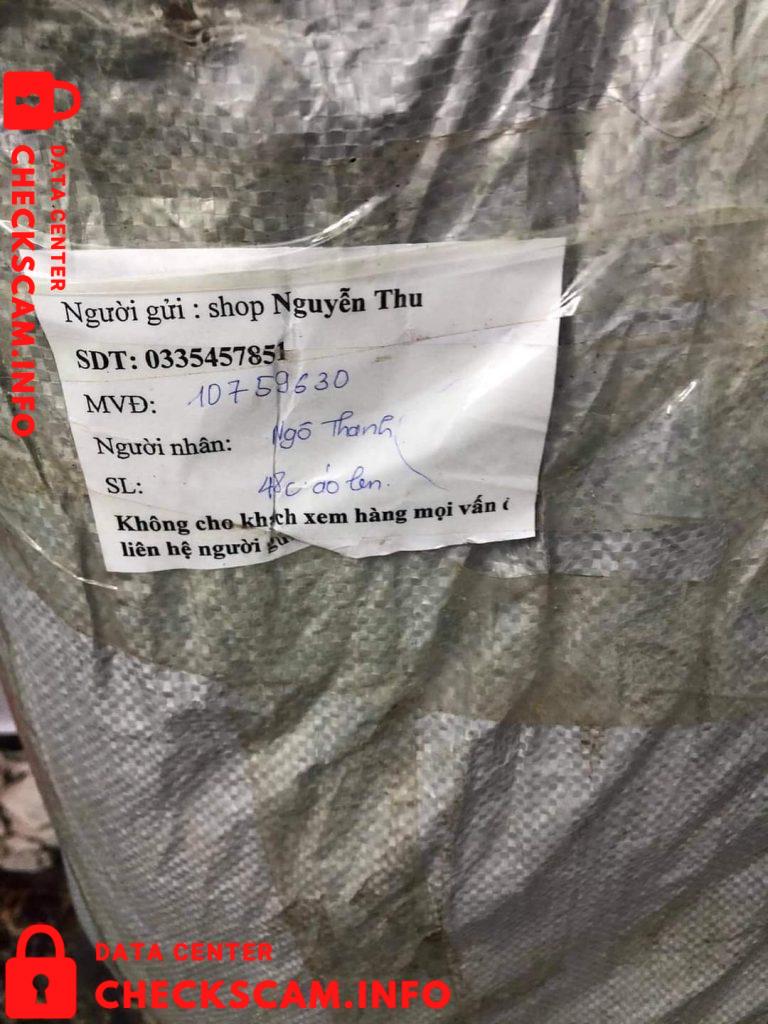 DATA CENTER
CHECKSCAM.INFO
Người gửi : shop Nguyễn Thu
SDT: 0335457851
MVĐ: 10759630
Người nhân: Ngô Thanh
SL: 48c áo len.
Không cho khách xem hàng mọi vấn
liên hệ người gửi
DATA CENTER
CHECKSCAM.INFO